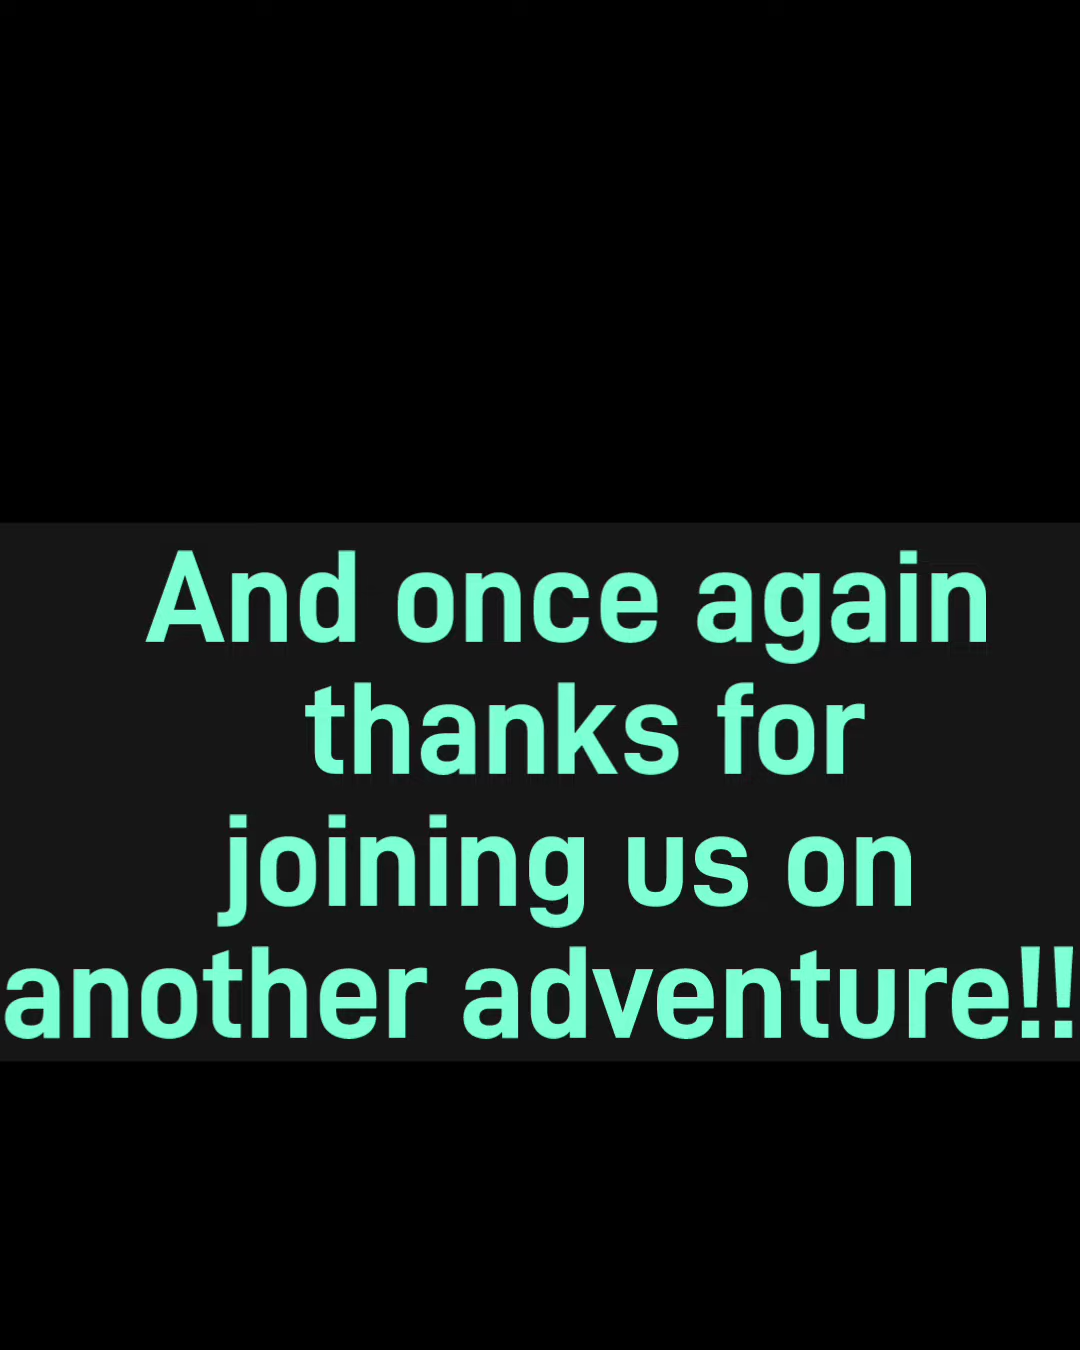 And once again
thanks for
joining us on
another adventure!!